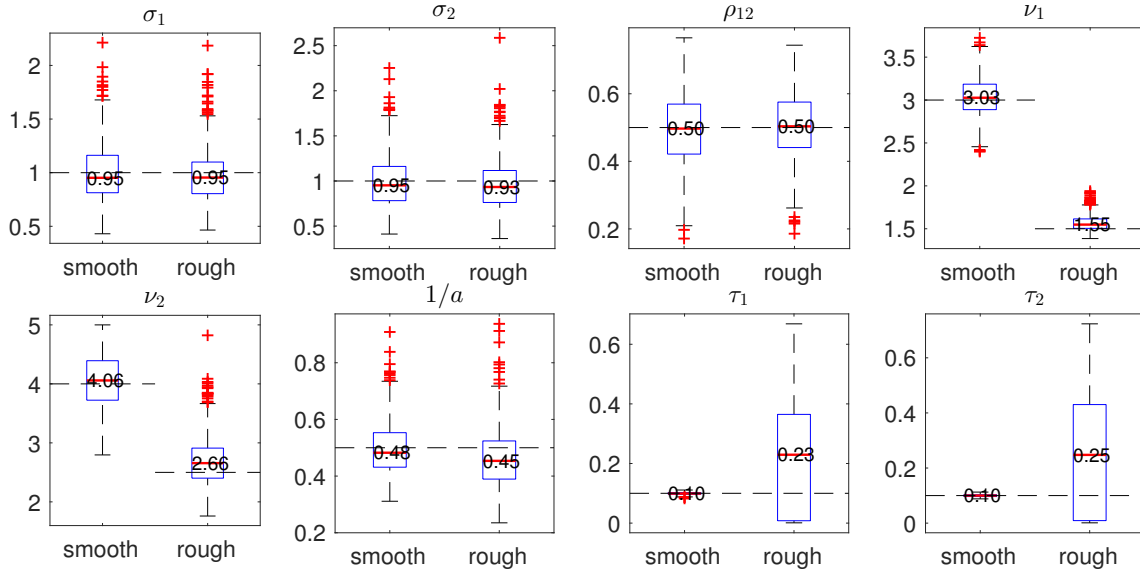 σ₁ σ₂ ρ₁₂ ν₁
2 1.5 1 0.5
0.95 0.95
smooth rough
2.5 2 1.5 1 0.5
0.95 0.93
smooth rough
0.6 0.4 0.2
0.50 0.50
smooth rough
3.5 3 2.5 2 1.5
3.03 1.55
smooth rough
ν₂ 1/a τ₁ τ₂
5 4 3 2
4.06 2.66
smooth rough
0.8 0.6 0.4 0.2
0.48 0.45
smooth rough
0.6 0.4 0.2 0
0.10 0.23
smooth rough
0.6 0.4 0.2 0
0.10 0.25
smooth rough